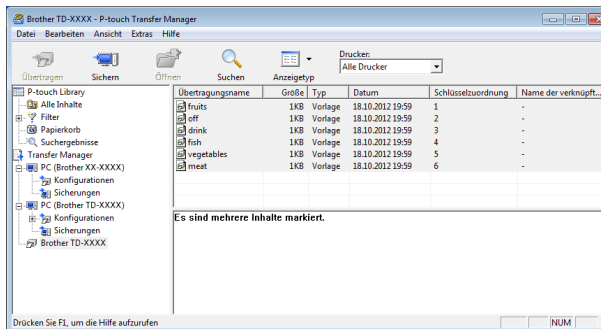 Brother TD-XXXX - P-touch Transfer Manager
Datei Bearbeiten Ansicht Extras Hilfe
Übertragen Sichern Öffnen Suchen Anzeigetyp
Drucker:
Alle Drucker
P-touch Library
Alle Inhalte
Filter
Papierkorb
Suchergebnisse
Transfer Manager
PC (Brother XX-XXXX)
Konfigurationen
Sicherungen
PC (Brother TD-XXXX)
Konfigurationen
Sicherungen
Brother TD-XXXX
Übertragungsname Größe Typ Datum Schlüsselzuordnung Name der verknüpft...
fruits 1KB Vorlage 18.10.2012 19:59 1 -
off 1KB Vorlage 18.10.2012 19:59 2 -
drink 1KB Vorlage 18.10.2012 19:59 3 -
fish 1KB Vorlage 18.10.2012 19:59 4 -
vegetables 1KB Vorlage 18.10.2012 19:59 5 -
meat 1KB Vorlage 18.10.2012 19:59 6 -
Es sind mehrere Inhalte markiert.
Drücken Sie F1, um die Hilfe aufzurufen
NUM